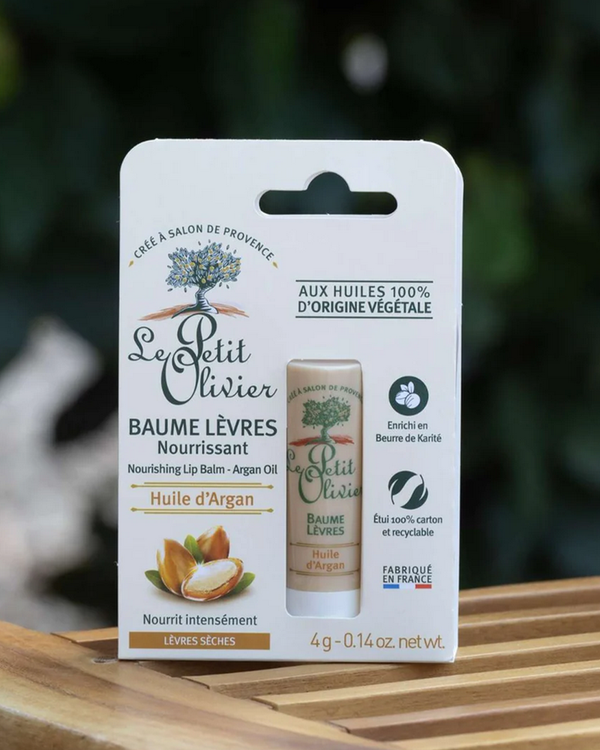 CRÉÉ À SALON DE PROVENCE
Le Petit
Olivier
BAUME LÈVRES
Nourrissant
Nourishing Lip Balm - Argan Oil
Huile d'Argan
Nourrit intensément
LÈVRES SÈCHES
AUX HUILES 100%
D'ORIGINE VÉGÉTALE
CRÉÉ À SALON DE PROVENCE
Le Petit
Olivier
BAUME
LÈVRES
Huile
d'Argan
Enrichi en
Beurre de Karité
Étui 100% carton
et recyclable
FABRIQUÉ
EN FRANCE
4g - 0.14 oz. net wt.